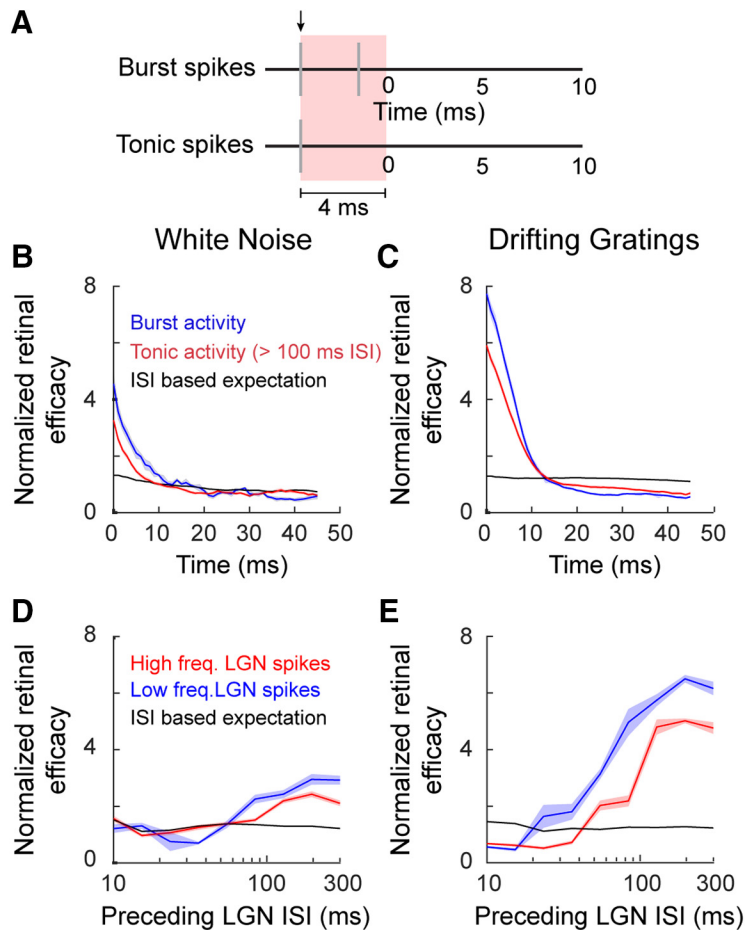 A
Burst spikes
0 5 10
Time (ms)
Tonic spikes
0 5 10
4 ms
White Noise
Drifting Gratings
B
Normalized retinal
efficacy
8
4
0
Burst activity
Tonic activity (> 100 ms ISI)
ISI based expectation
0 10 20 30 40 50
Time (ms)
C
Normalized retinal
efficacy
8
4
0
0 10 20 30 40 50
Time (ms)
D
Normalized retinal
efficacy
8
4
0
High freq. LGN spikes
Low freq.LGN spikes
ISI based expectation
10 100 300
Preceding LGN ISI (ms)
E
Normalized retinal
efficacy
8
4
0
10 100 300
Preceding LGN ISI (ms)